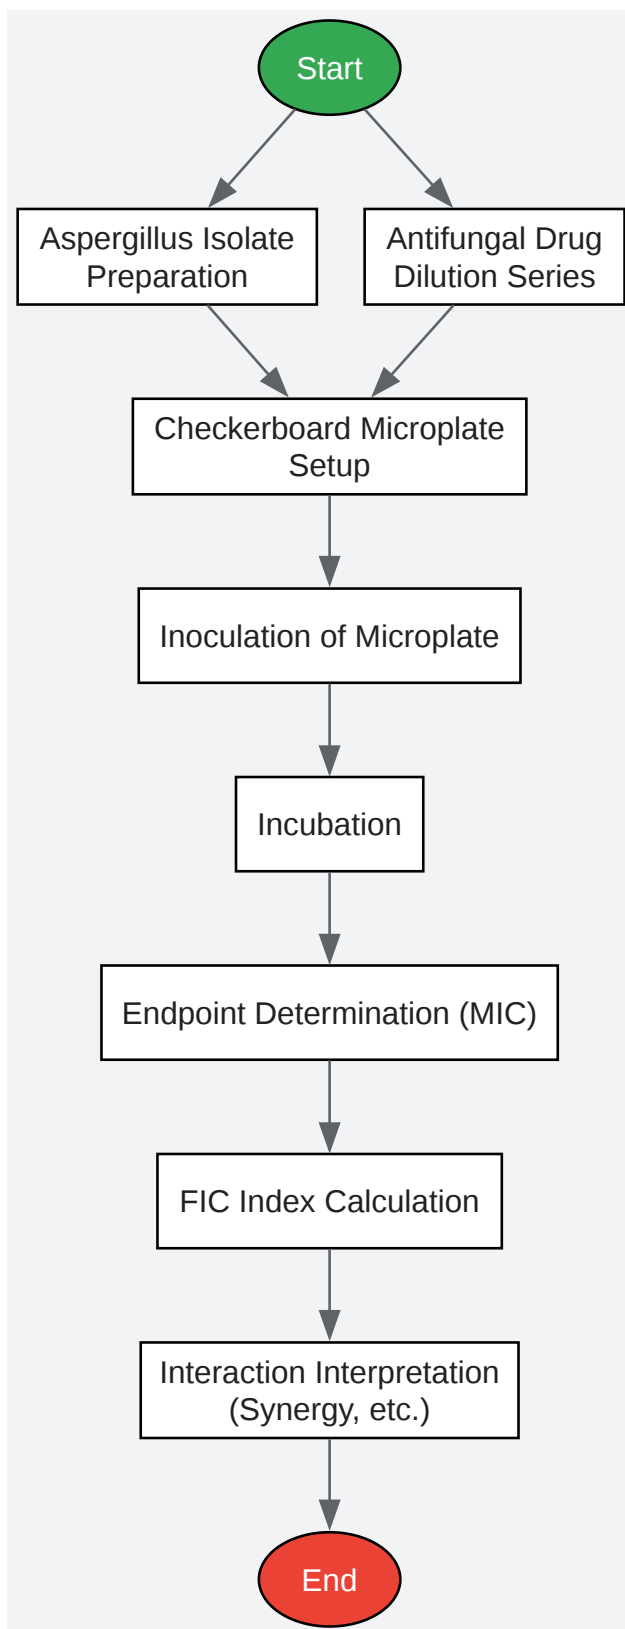 Start
Aspergillus Isolate
Preparation
Antifungal Drug
Dilution Series
Checkerboard Microplate
Setup
Inoculation of Microplate
Incubation
Endpoint Determination (MIC)
FIC Index Calculation
Interaction Interpretation
(Synergy, etc.)
End